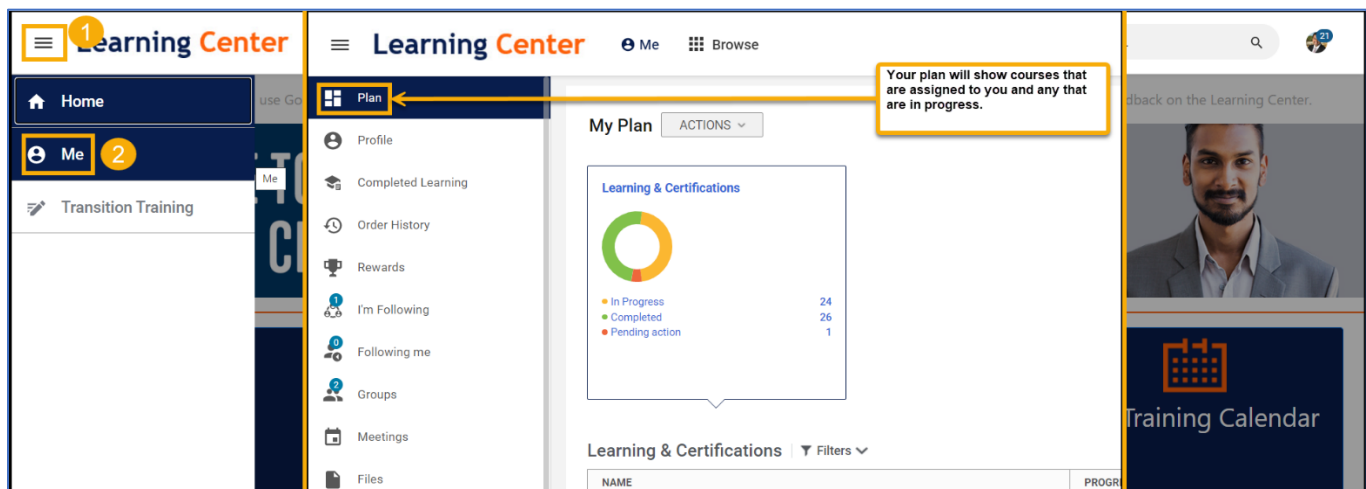 1
Learning Center
Home
Me
2
Me
Transition Training
use Go
Learning Center
Me
Browse
Plan
Profile
Completed Learning
Order History
Rewards
1
I'm Following
0
Following me
2
Groups
Meetings
Files
Your plan will show courses that
are assigned to you and any that
are in progress.
My Plan
ACTIONS
Learning & Certifications
In Progress 24
Completed 26
Pending action 1
Learning & Certifications
Filters
NAME
PROGR
21
dback on the Learning Center.
Training Calendar